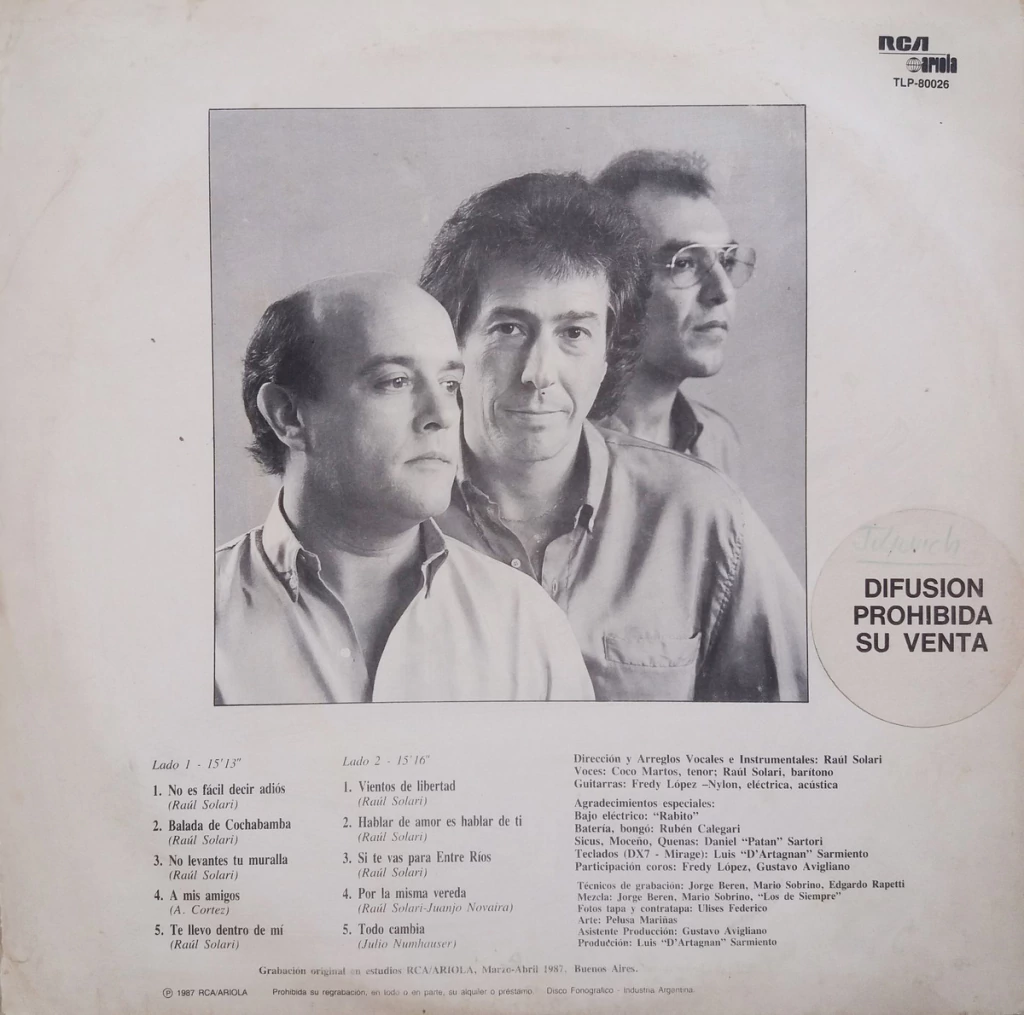 RCA
ariola
TLP-80026
DIFUSION
PROHIBIDA
SU VENTA
Lado 1 - 15'13"
1. No es fácil decir adiós
(Raúl Solari)
2. Balada de Cochabamba
(Raúl Solari)
3. No levantes tu muralla
(Raúl Solari)
4. A mis amigos
(A. Cortez)
5. Te llevo dentro de mí
(Raúl Solari)
Lado 2 - 15'16"
1. Vientos de libertad
(Raúl Solari)
2. Hablar de amor es hablar de ti
(Raúl Solari)
3. Si te vas para Entre Ríos
(Raúl Solari)
4. Por la misma vereda
(Raúl Solari-Juanjo Novaira)
5. Todo cambia
(Julio Numhauser)
Dirección y Arreglos Vocales e Instrumentales: Raúl Solari
Voces: Coco Martos, tenor; Raúl Solari, barítono
Guitarras: Fredy López –Nylon, eléctrica, acústica
Agradecimientos especiales:
Bajo eléctrico: "Rabito"
Batería, bongó: Rubén Calegari
Sicus, Moceño, Quenas: Daniel "Patan" Sartori
Teclados (DX7 - Mirage): Luis "D'Artagnan" Sarmiento
Participación coros: Fredy López, Gustavo Avigliano
Técnicos de grabación: Jorge Beren, Mario Sobrino, Edgardo Rapetti
Mezcla: Jorge Beren, Mario Sobrino, "Los de Siempre"
Fotos tapa y contratapa: Ulises Federico
Arte: Pelusa Mariñas
Asistente Producción: Gustavo Avigliano
Producción: Luis "D'Artagnan" Sarmiento
Grabación original en estudios RCA/ARIOLA, Marzo-Abril 1987. Buenos Aires.
℗ 1987 RCA/ARIOLA Prohibida su regrabación, en todo o en parte, su alquiler o préstamo. Disco Fonográfico - Industria Argentina.